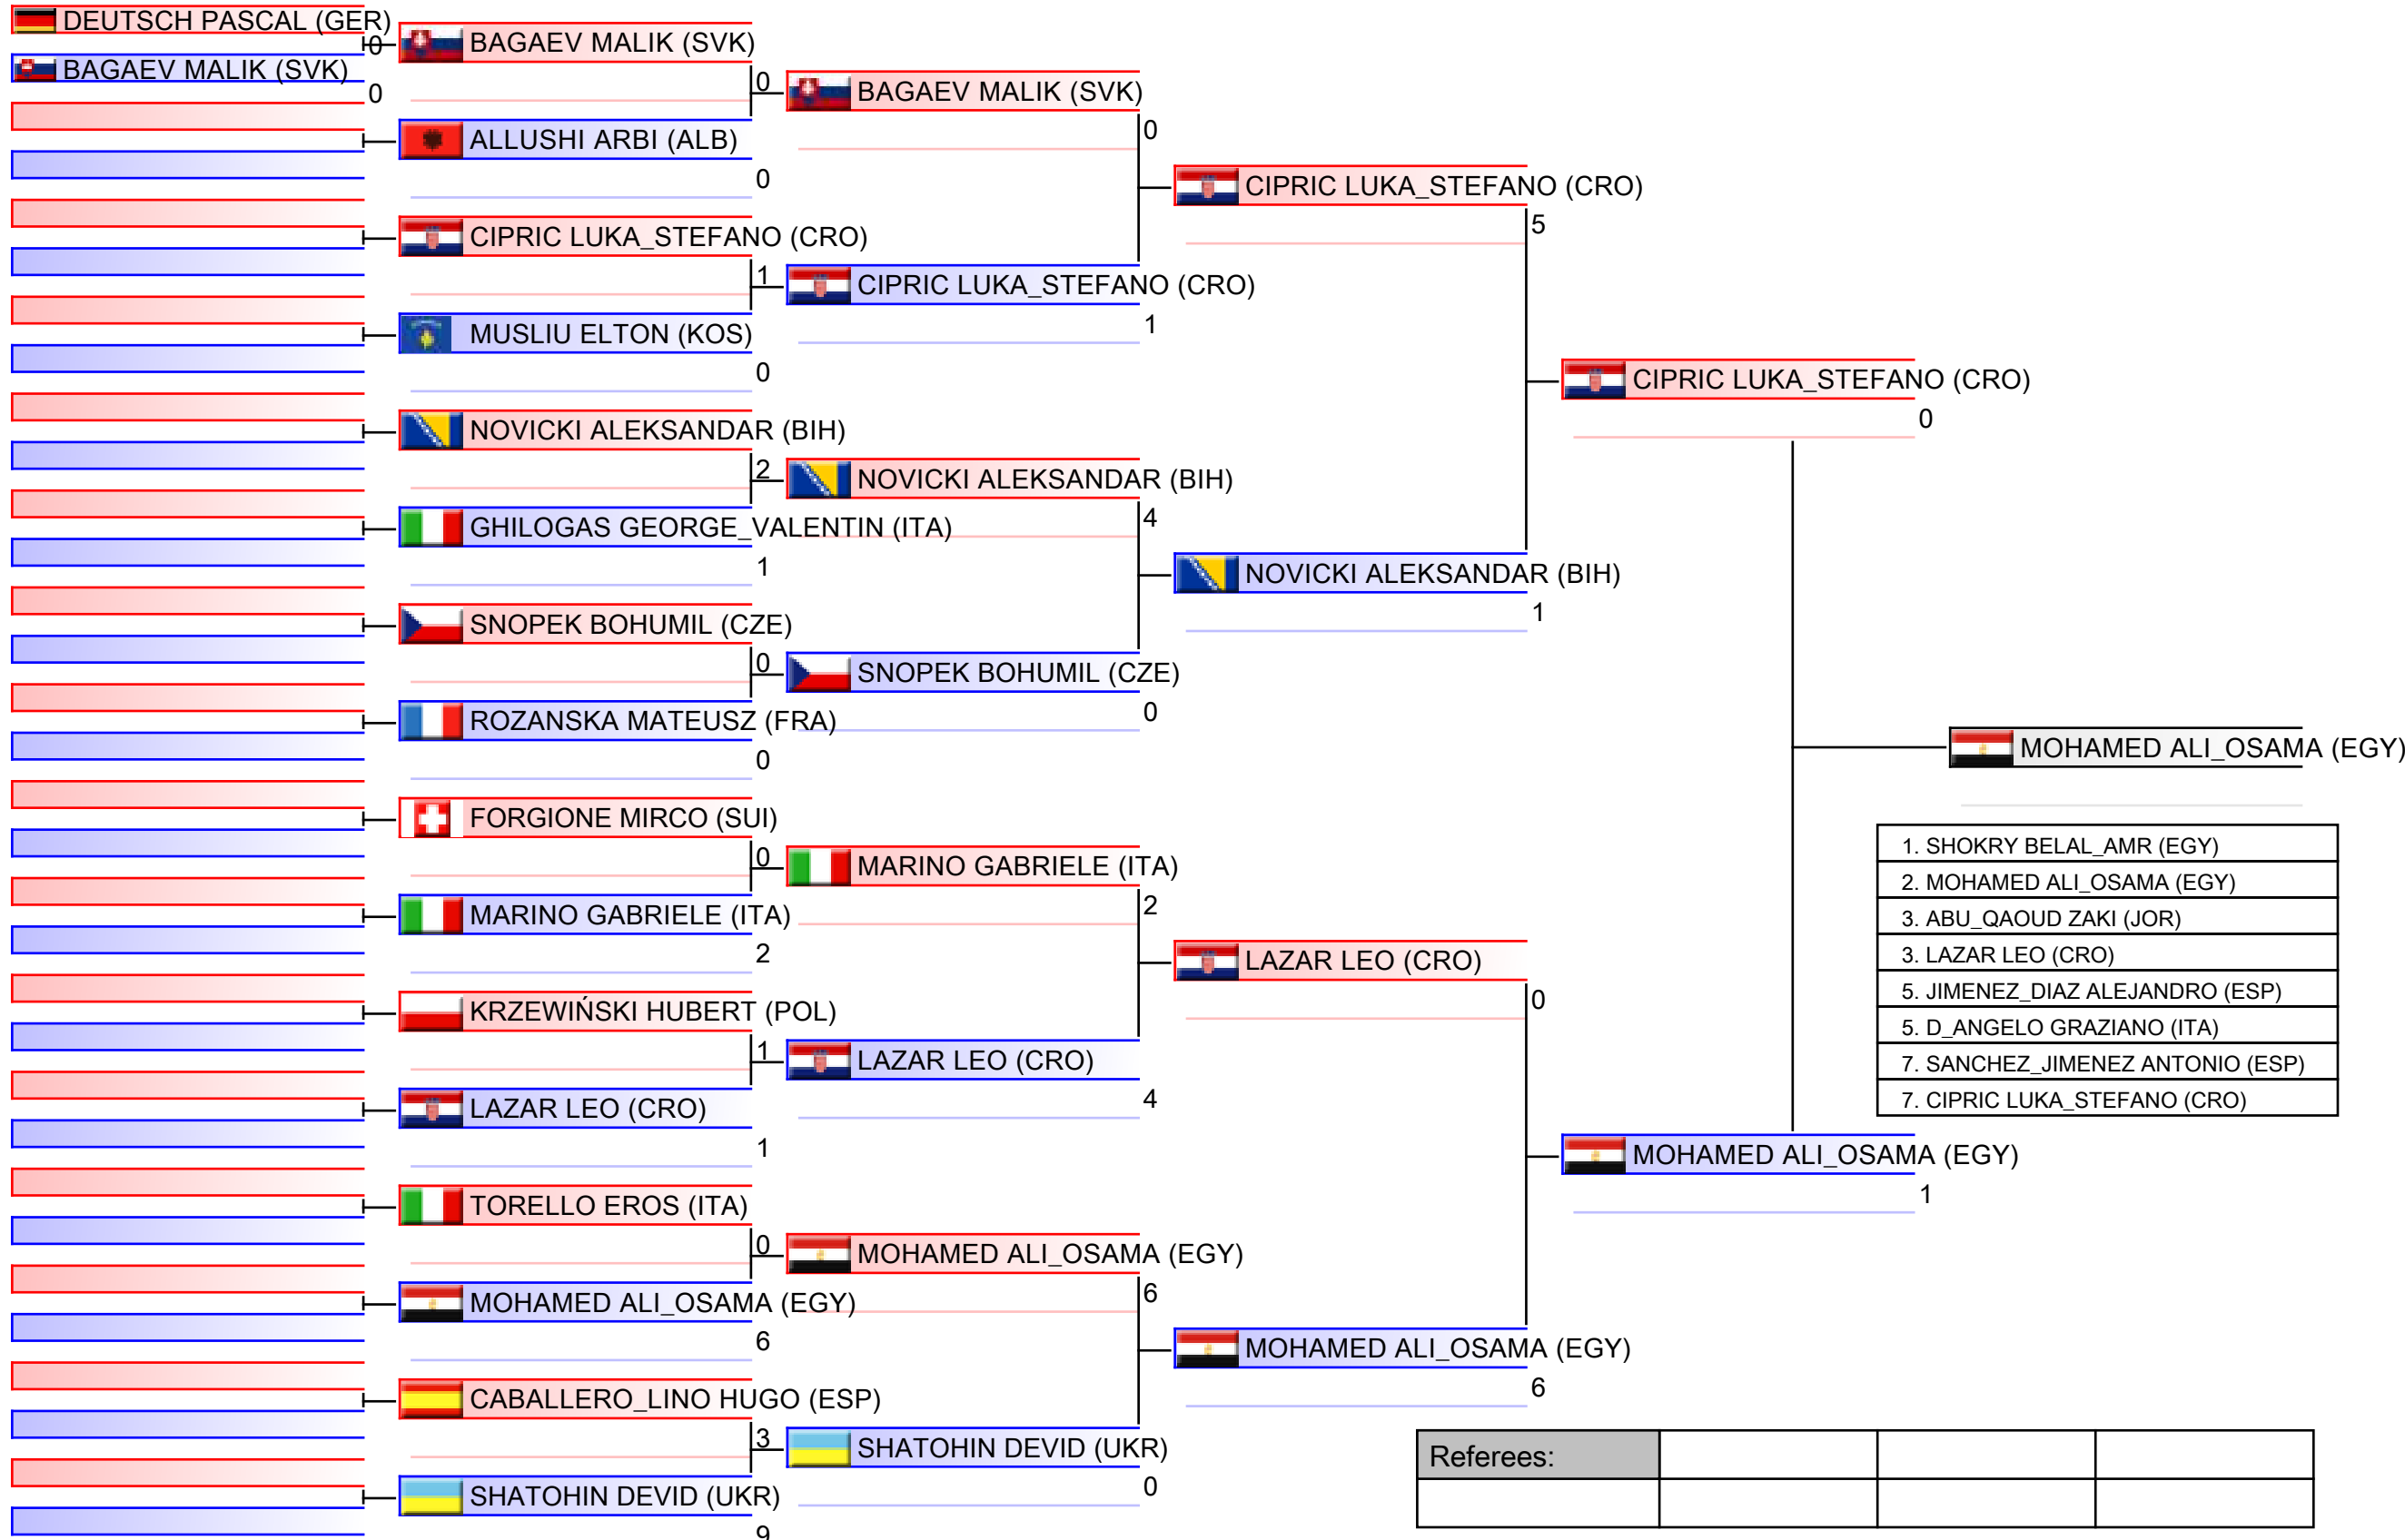 DEUTSCH PASCAL (GER)
0
BAGAEV MALIK (SVK)
0
BAGAEV MALIK (SVK)
0
ALLUSHI ARBI (ALB)
0
CIPRIC LUKA_STEFANO (CRO)
1
MUSLIU ELTON (KOS)
0
NOVICKI ALEKSANDAR (BIH)
2
GHILOGAS GEORGE_VALENTIN (ITA)
1
SNOPEK BOHUMIL (CZE)
0
ROZANSKA MATEUSZ (FRA)
0
FORGIONE MIRCO (SUI)
0
MARINO GABRIELE (ITA)
2
KRZEWIŃSKI HUBERT (POL)
1
LAZAR LEO (CRO)
1
TORELLO EROS (ITA)
0
MOHAMED ALI_OSAMA (EGY)
6
CABALLERO_LINO HUGO (ESP)
3
SHATOHIN DEVID (UKR)
9
BAGAEV MALIK (SVK)
0
CIPRIC LUKA_STEFANO (CRO)
1
NOVICKI ALEKSANDAR (BIH)
4
SNOPEK BOHUMIL (CZE)
0
MARINO GABRIELE (ITA)
2
LAZAR LEO (CRO)
4
MOHAMED ALI_OSAMA (EGY)
6
SHATOHIN DEVID (UKR)
0
CIPRIC LUKA_STEFANO (CRO)
5
NOVICKI ALEKSANDAR (BIH)
1
LAZAR LEO (CRO)
0
MOHAMED ALI_OSAMA (EGY)
6
CIPRIC LUKA_STEFANO (CRO)
0
MOHAMED ALI_OSAMA (EGY)
1
MOHAMED ALI_OSAMA (EGY)
1. SHOKRY BELAL_AMR (EGY)
2. MOHAMED ALI_OSAMA (EGY)
3. ABU_QAOUD ZAKI (JOR)
3. LAZAR LEO (CRO)
5. JIMENEZ_DIAZ ALEJANDRO (ESP)
5. D_ANGELO GRAZIANO (ITA)
7. SANCHEZ_JIMENEZ ANTONIO (ESP)
7. CIPRIC LUKA_STEFANO (CRO)
Referees: